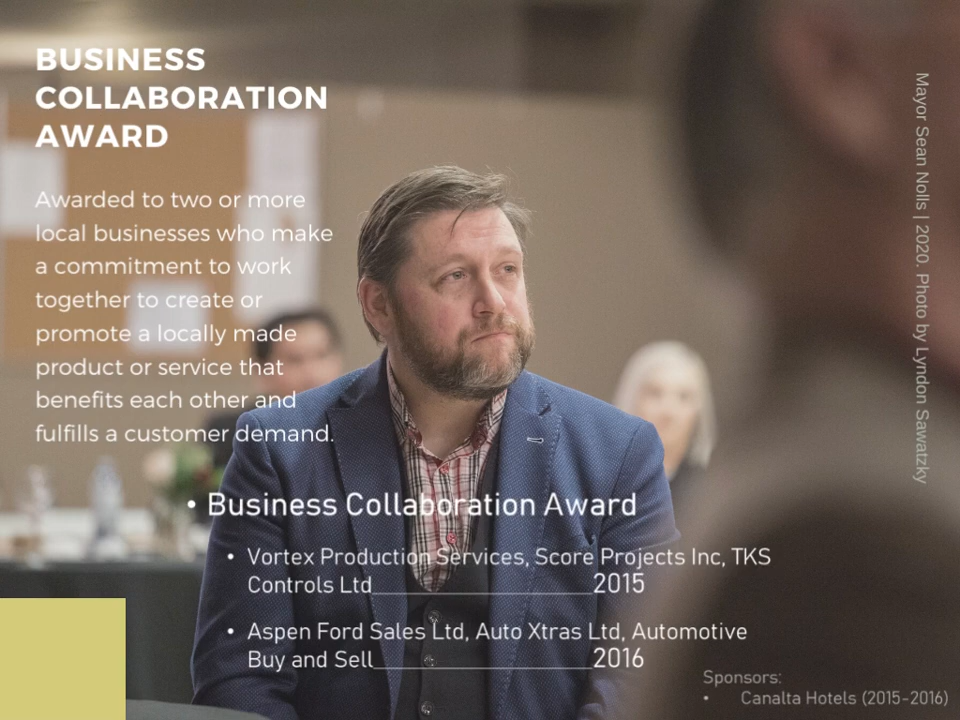 BUSINESS
COLLABORATION
AWARD
Awarded to two or more
local businesses who make
a commitment to work
together to create or
promote a locally made
product or service that
benefits each other and
fulfills a customer demand.
• Business Collaboration Award
• Vortex Production Services, Score Projects Inc, TKS
Controls Ltd____________________2015
• Aspen Ford Sales Ltd, Auto Xtras Ltd, Automotive
Buy and Sell____________________2016
Sponsors:
• Canalta Hotels (2015-2016)
Mayor Sean Nolls | 2020. Photo by Lyndon Sawatzky